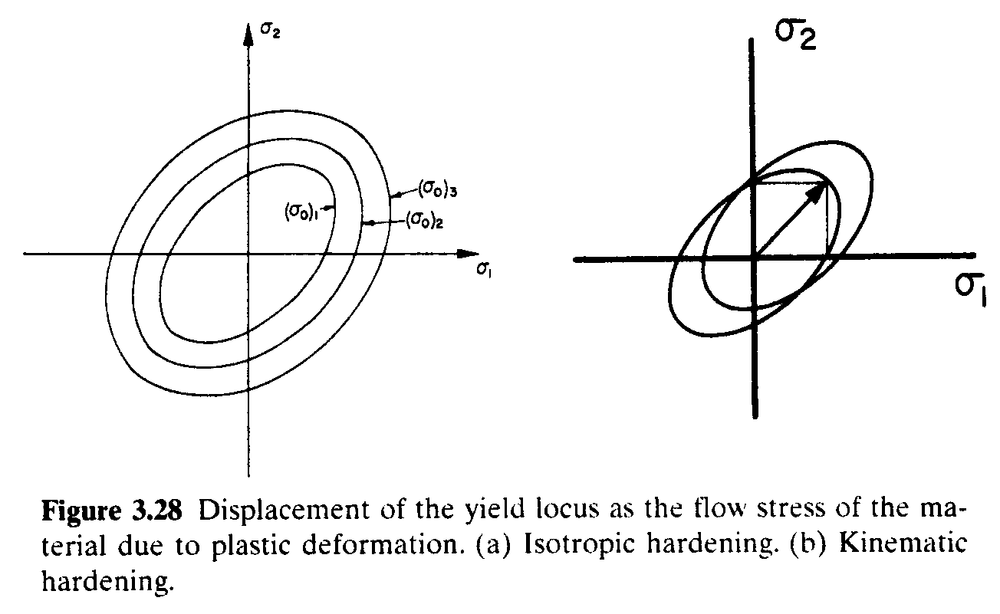 σ₂
σ₂
(σ₀)₃
(σ₀)₁
(σ₀)₂
σ₁
σ₁
Figure 3.28 Displacement of the yield locus as the flow stress of the ma-
terial due to plastic deformation. (a) Isotropic hardening. (b) Kinematic
hardening.